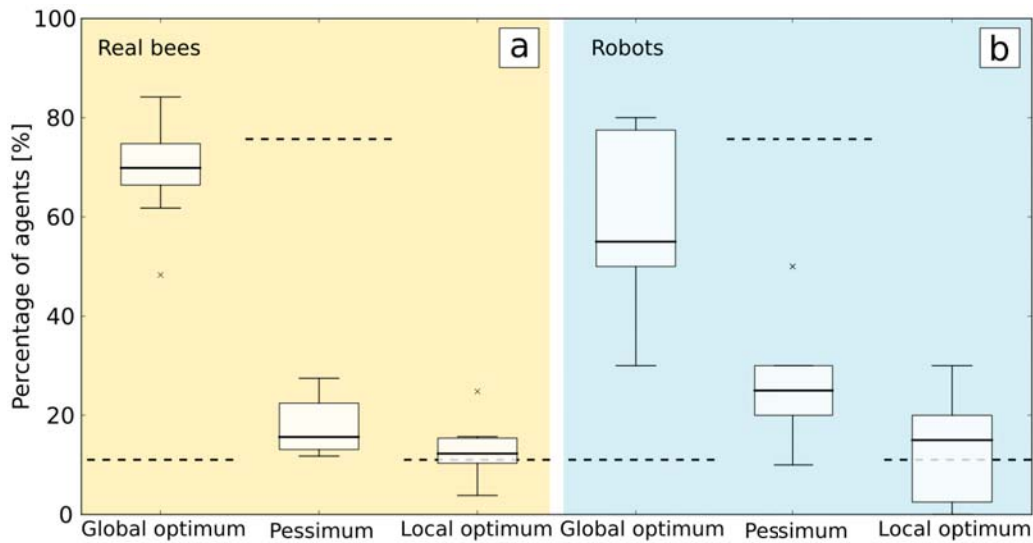 Percentage of agents [%]
100
80
60
40
20
0
Real bees
a
Robots
b
Global optimum Pessimum Local optimum Global optimum Pessimum Local optimum